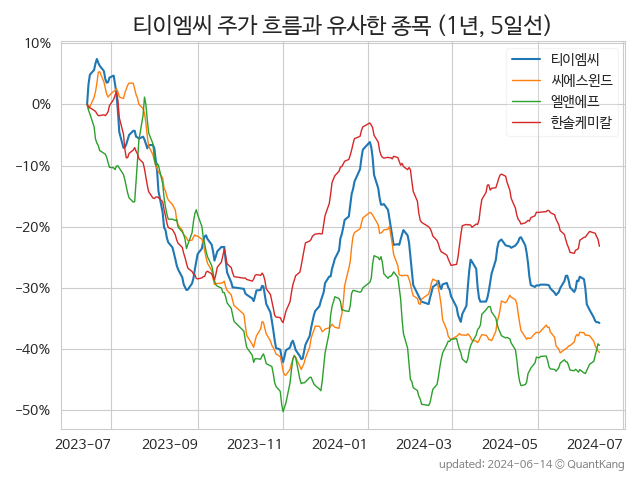 티이엠씨 주가 흐름과 유사한 종목 (1년, 5일선)
10%
0%
−10%
−20%
−30%
−40%
−50%
티이엠씨
씨에스윈드
엘앤에프
한솔케미칼
2023-07
2023-09
2023-11
2024-01
2024-03
2024-05
2024-07
updated: 2024-06-14 © QuantKang